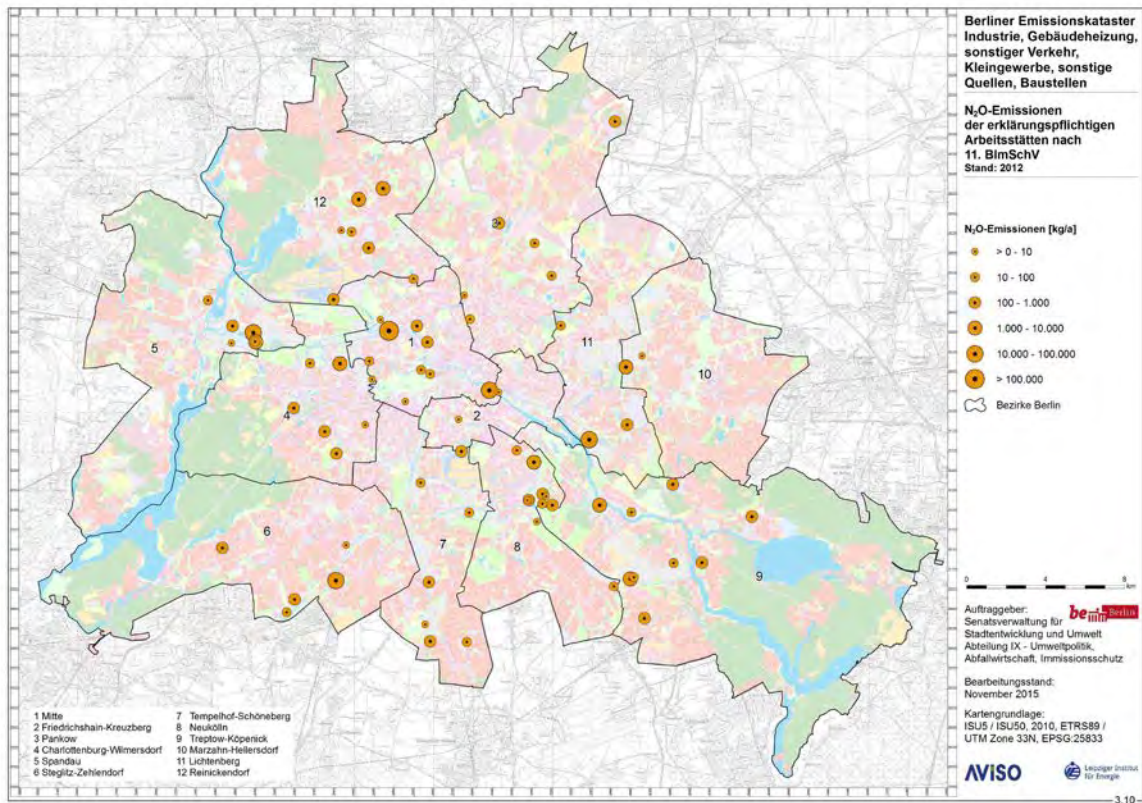 Berliner Emissionskataster
Industrie, Gebäudeheizung,
sonstiger Verkehr,
Kleingewerbe, sonstige
Quellen, Baustellen
N₂O-Emissionen
der erklärungspflichtigen
Arbeitsstätten nach
11. BImSchV
Stand: 2012
N₂O-Emissionen [kg/a]
> 0 - 10
10 - 100
100 - 1.000
1.000 - 10.000
10.000 - 100.000
> 100.000
Bezirke Berlin
12
3
5
1
11
10
4
2
6
7
8
9
0 4 8
km
Auftraggeber:
Senatsverwaltung für
Stadtentwicklung und Umwelt
Abteilung IX - Umweltpolitik,
Abfallwirtschaft, Immissionsschutz
be Berlin
Bearbeitungsstand:
November 2015
Kartengrundlage:
ISU5 / ISU50, 2010, ETRS89 /
UTM Zone 33N, EPSG:25833
AVISO
Leipziger Institut
für Energie
1 Mitte
2 Friedrichshain-Kreuzberg
3 Pankow
4 Charlottenburg-Wilmersdorf
5 Spandau
6 Steglitz-Zehlendorf
7 Tempelhof-Schöneberg
8 Neukölln
9 Treptow-Köpenick
10 Marzahn-Hellersdorf
11 Lichtenberg
12 Reinickendorf
3.10